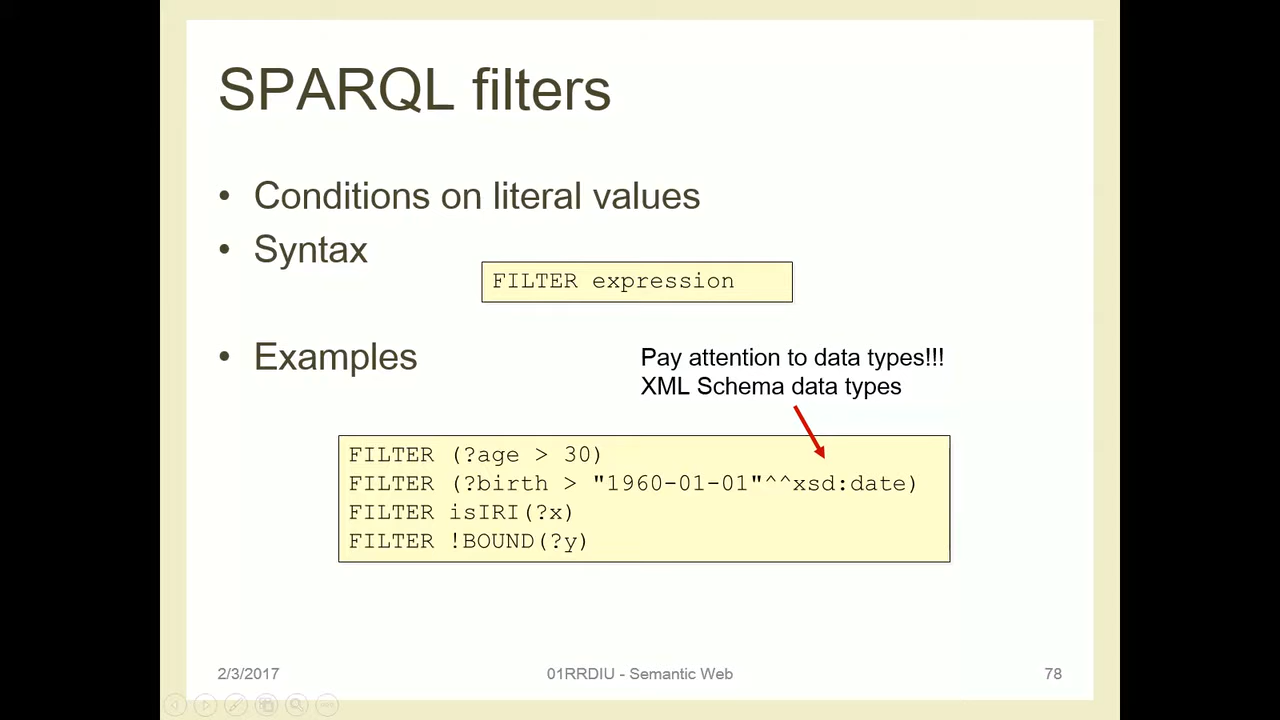 SPARQL filters
• Conditions on literal values
• Syntax
FILTER expression
• Examples
Pay attention to data types!!!
XML Schema data types
FILTER (?age > 30)
FILTER (?birth > "1960-01-01"^^xsd:date)
FILTER isIRI(?x)
FILTER !BOUND(?y)
2/3/2017
01RRDIU - Semantic Web
78